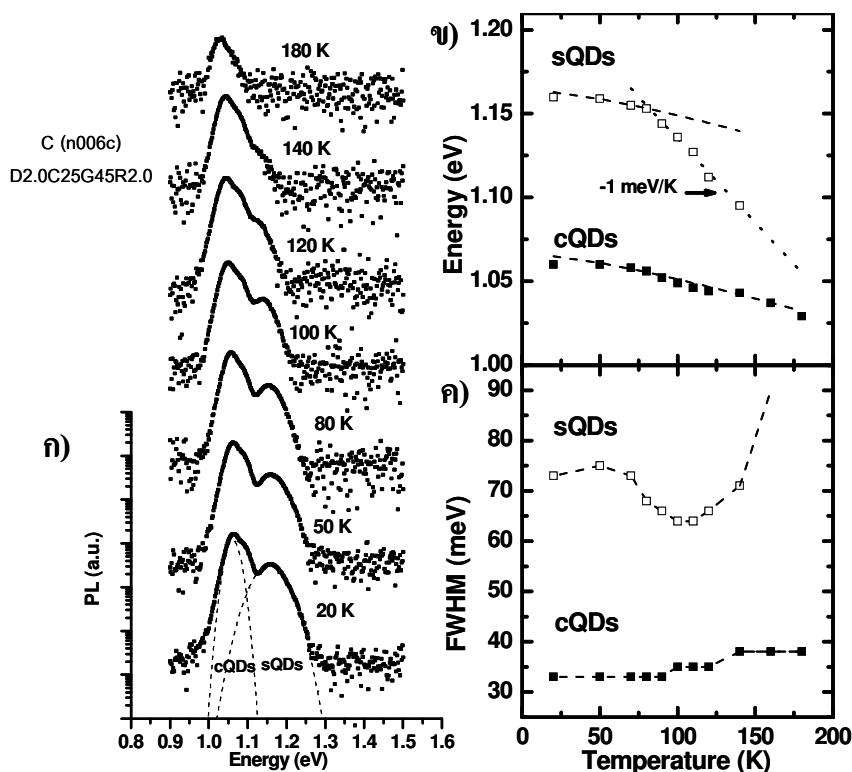 ก)
C (n006c)
D2.0C25G45R2.0
180 K
140 K
120 K
100 K
80 K
50 K
20 K
cQDs
sQDs
PL (a.u.)
0.8 0.9 1.0 1.1 1.2 1.3 1.4 1.5 1.6
Energy (eV)
ข)
1.20
1.15
1.10
1.05
1.00
Energy (eV)
sQDs
-1 meV/K
cQDs
ค)
90
80
70
60
50
40
30
FWHM (meV)
sQDs
cQDs
0 50 100 150 200
Temperature (K)